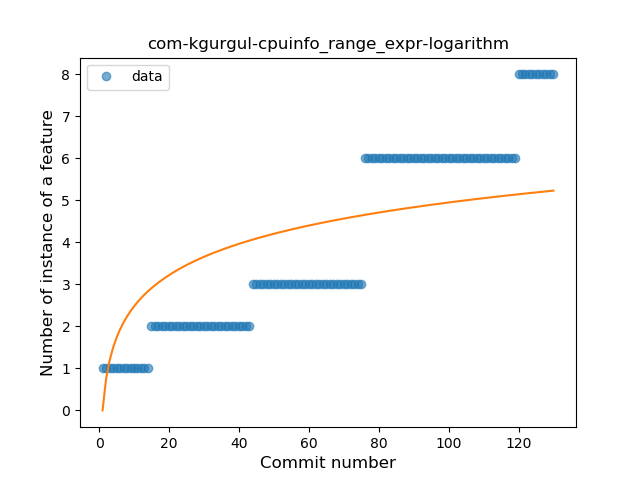 com-kgurgul-cpuinfo_range_expr-logarithm
data
Number of instance of a feature
8
7
6
5
4
3
2
1
0
0 20 40 60 80 100 120
Commit number